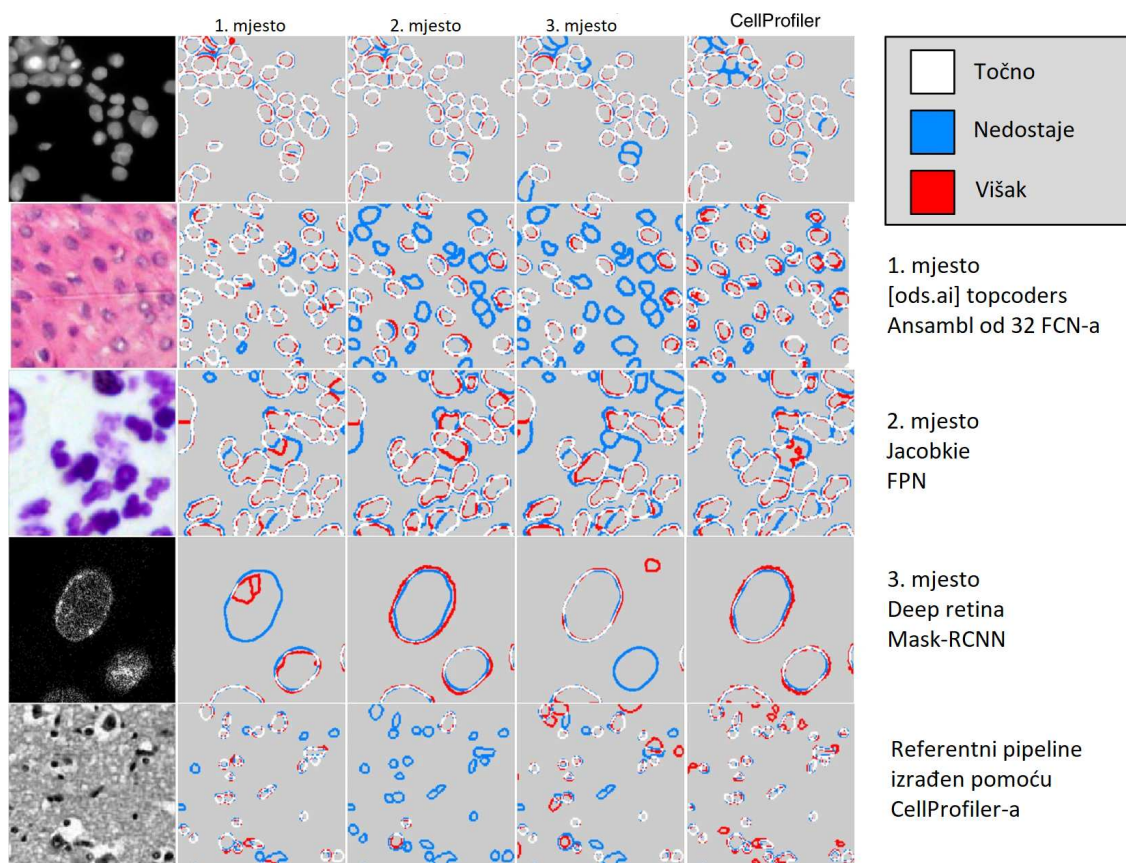 1. mjesto
2. mjesto
3. mjesto
CellProfiler
Točno
Nedostaje
Višak
1. mjesto
[ods.ai] topcoders
Ansambl od 32 FCN-a
2. mjesto
Jacobkie
FPN
3. mjesto
Deep retina
Mask-RCNN
Referentni pipeline
izrađen pomoću
CellProfiler-a